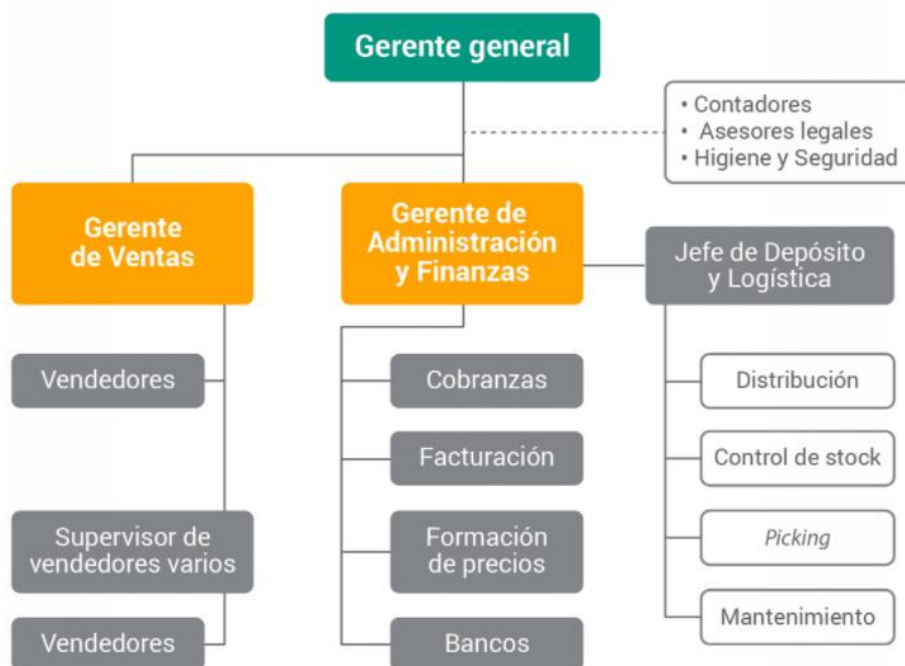 Gerente general
• Contadores
• Asesores legales
• Higiene y Seguridad
Gerente
de Ventas
Gerente de
Administración
y Finanzas
Jefe de Depósito
y Logística
Vendedores
Supervisor de
vendedores varios
Vendedores
Cobranzas
Facturación
Formación
de precios
Bancos
Distribución
Control de stock
Picking
Mantenimiento